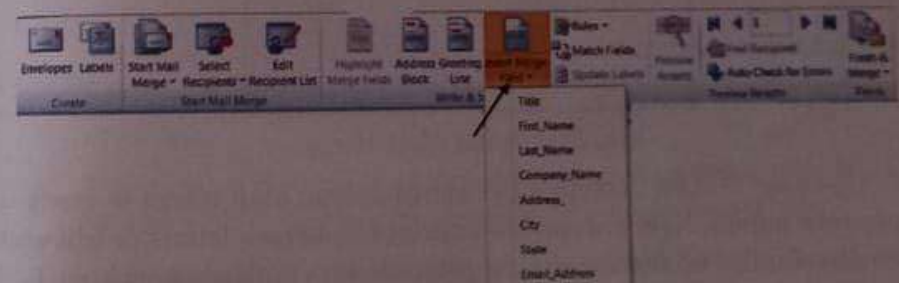 Envelopes Labels Start Mail Merge Select Recipients Edit Recipient List Highlight Merge Fields Address Block Greeting Line Insert Merge Field
Rules
Match Fields
Update Labels
Preview Results
1
Find Recipient
Auto Check for Errors
Finish & Merge
Create Start Mail Merge Write & Preview Results Finish
Title
First_Name
Last_Name
Company_Name
Address_
City
State
Email_Address